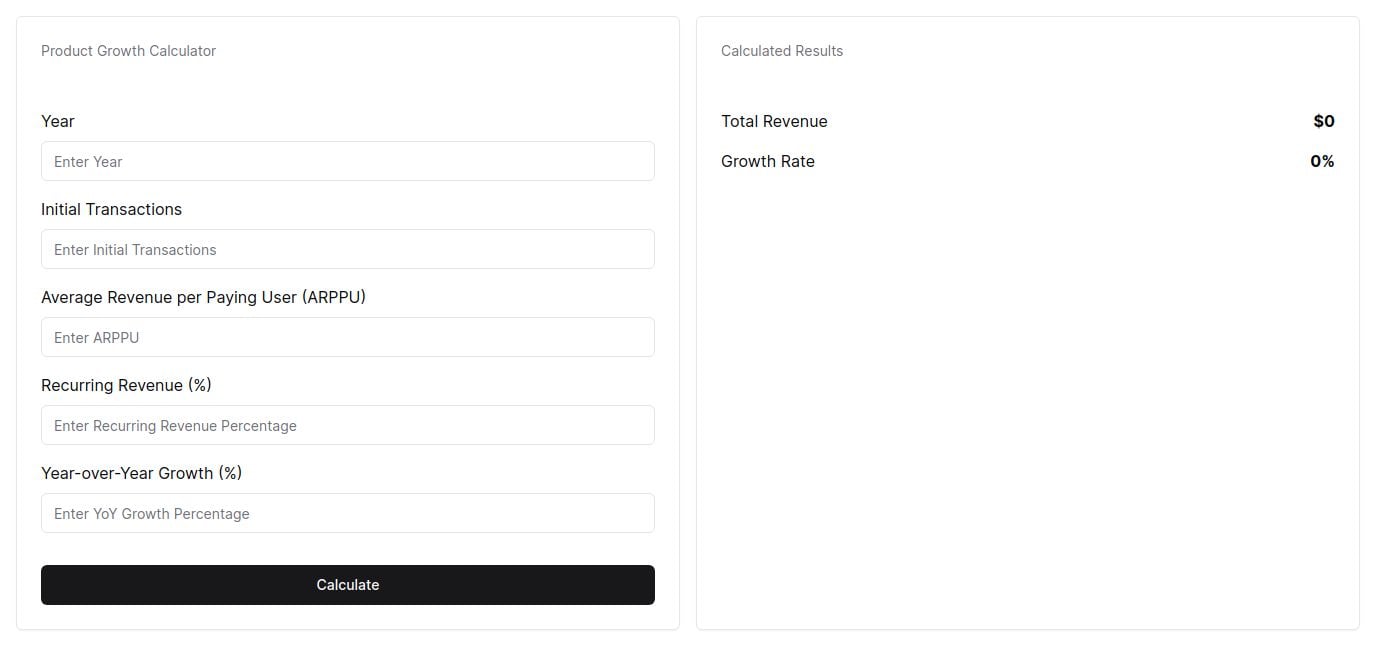 Product Growth Calculator
Year
Enter Year
Initial Transactions
Enter Initial Transactions
Average Revenue per Paying User (ARPPU)
Enter ARPPU
Recurring Revenue (%)
Enter Recurring Revenue Percentage
Year-over-Year Growth (%)
Enter YoY Growth Percentage
Calculate
Calculated Results
Total Revenue $0
Growth Rate 0%